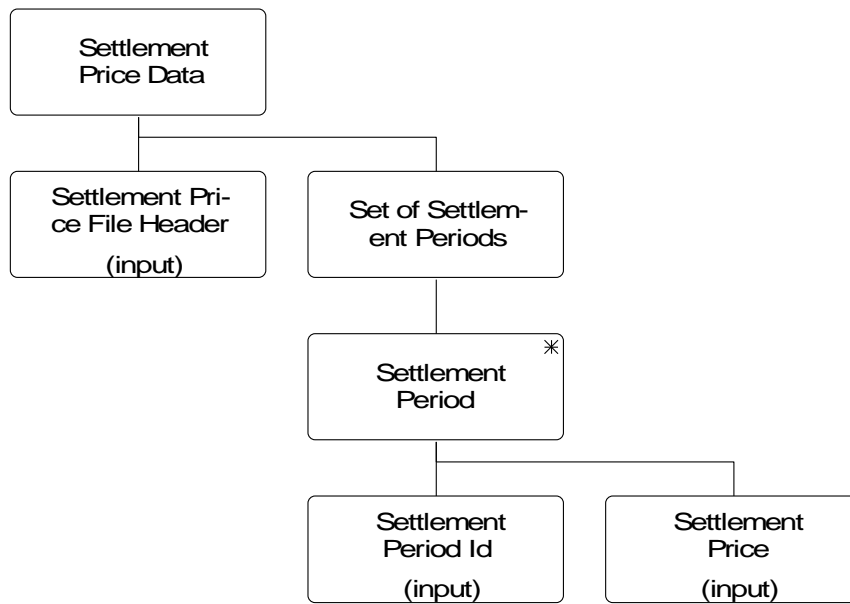 Settlement
Price Data
Settlement Pri-
ce File Header
(input)
Set of Settlem-
ent Periods
Settlement
Period
*
Settlement
Period Id
(input)
Settlement
Price
(input)